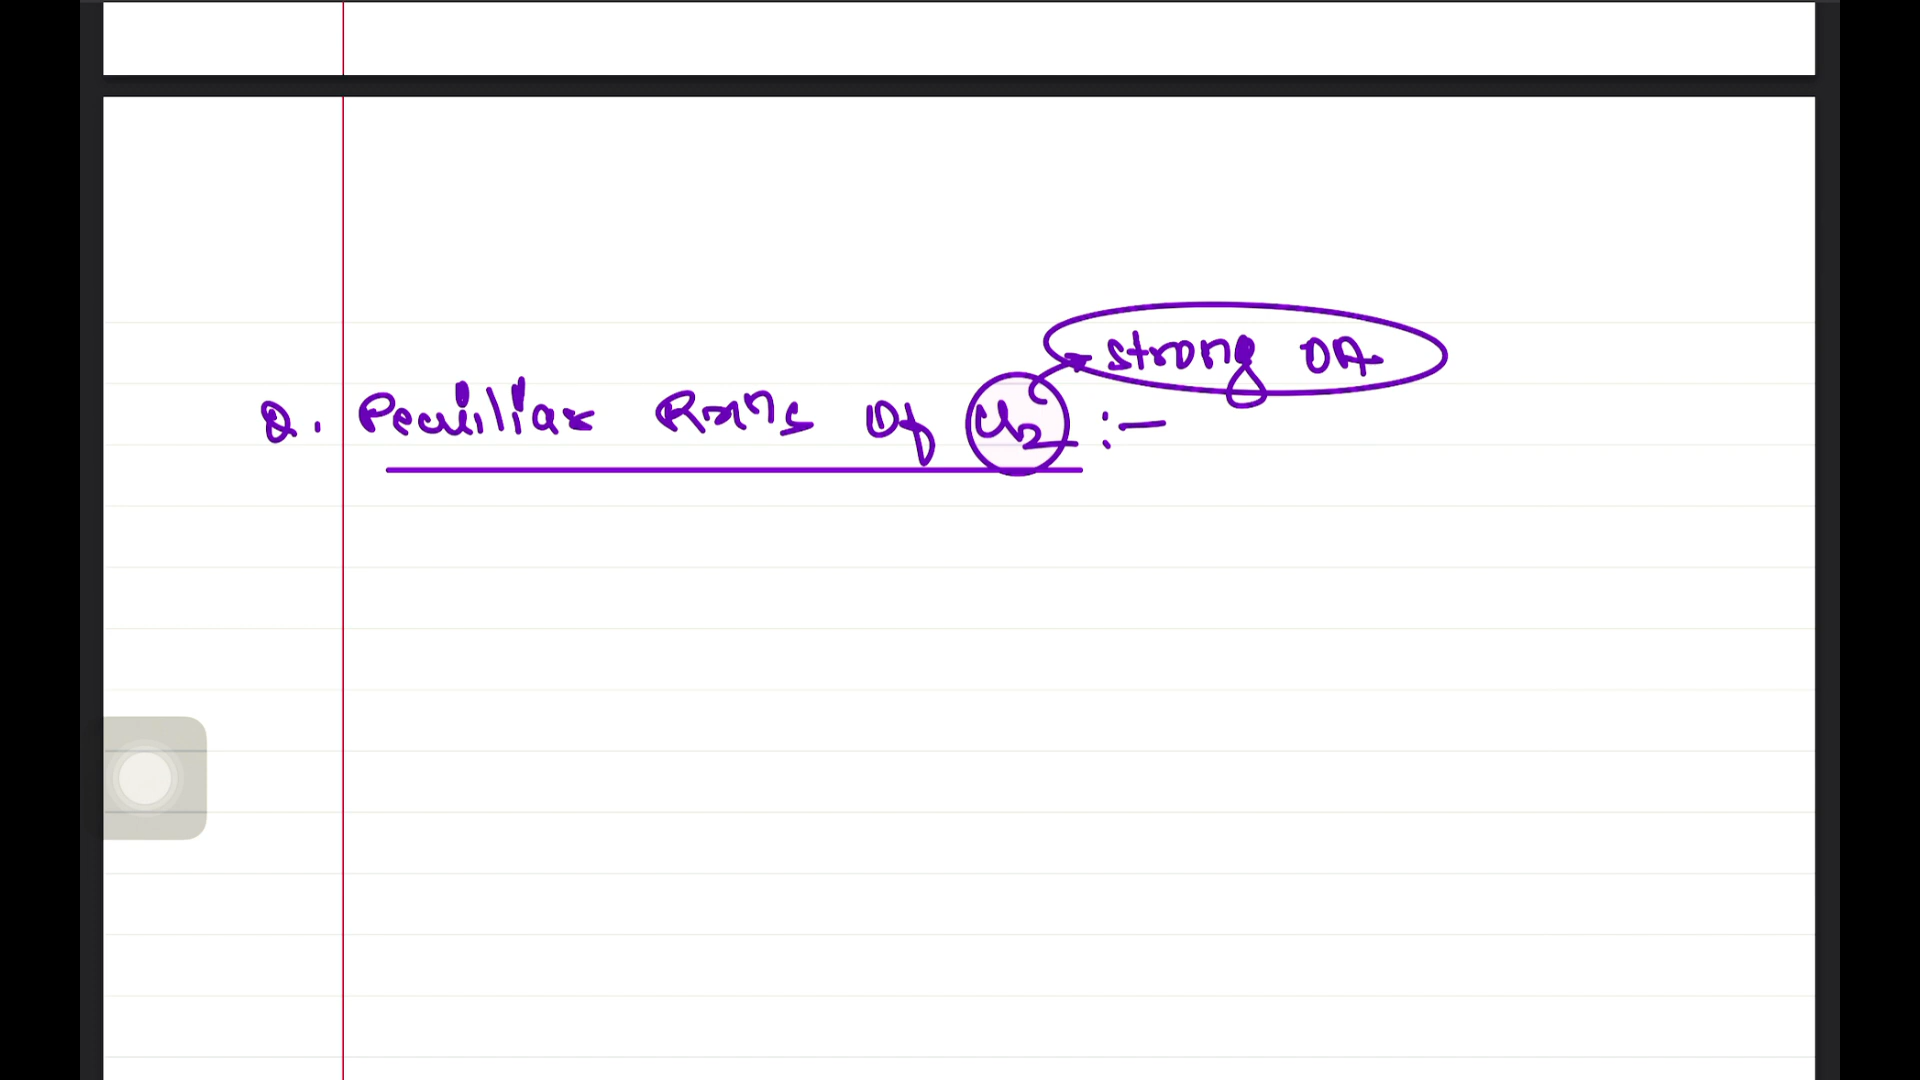 strong OA
Q. Peculiar Rxns Of Cl2 :-